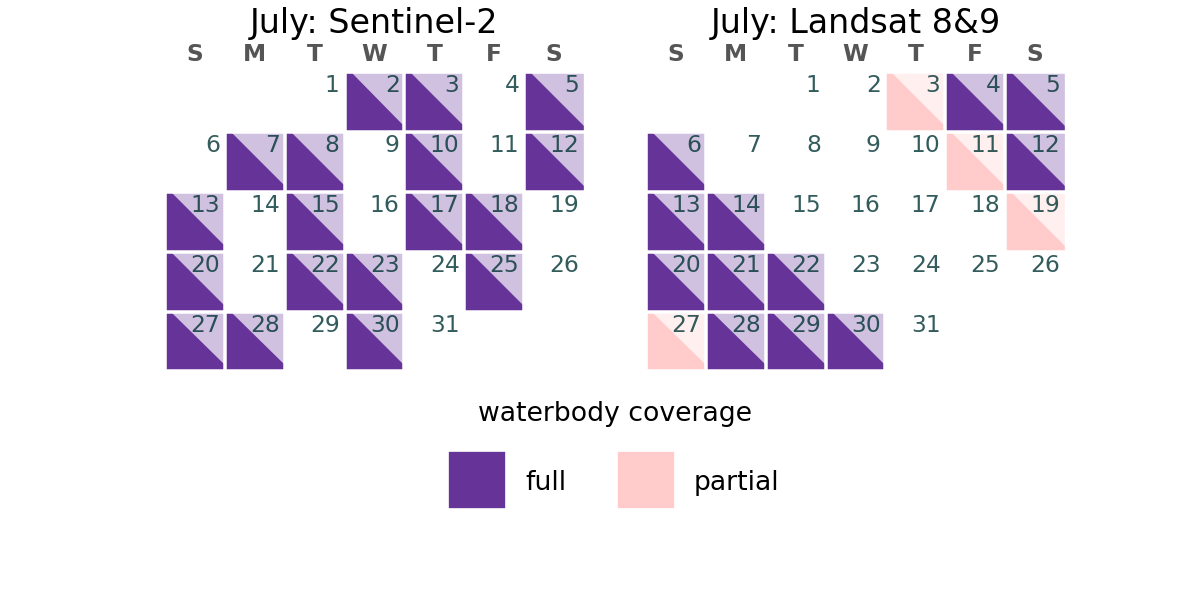 July: Sentinel-2
S M T W T F S
1 2 3 4 5
6 7 8 9 10 11 12
13 14 15 16 17 18 19
20 21 22 23 24 25 26
27 28 29 30 31
July: Landsat 8&9
S M T W T F S
1 2 3 4 5
6 7 8 9 10 11 12
13 14 15 16 17 18 19
20 21 22 23 24 25 26
27 28 29 30 31
waterbody coverage
full partial